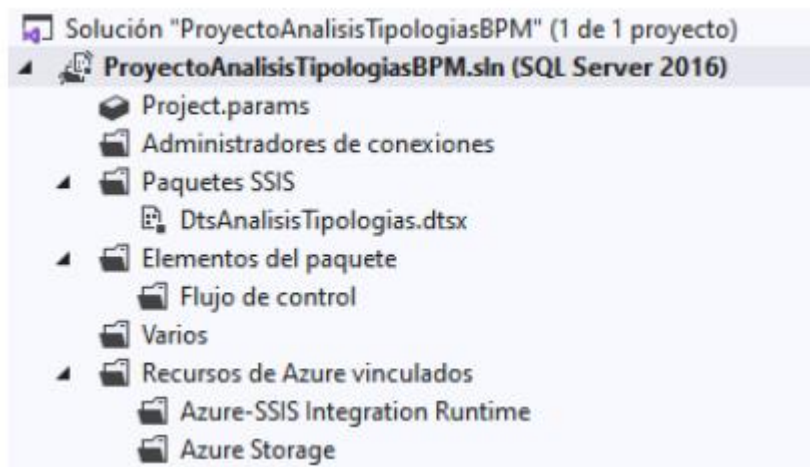 Solución "ProyectoAnalisisTipologiasBPM" (1 de 1 proyecto)
ProyectoAnalisisTipologiasBPM.sln (SQL Server 2016)
Project.params
Administradores de conexiones
Paquetes SSIS
DtsAnalisisTipologias.dtsx
Elementos del paquete
Flujo de control
Varios
Recursos de Azure vinculados
Azure-SSIS Integration Runtime
Azure Storage